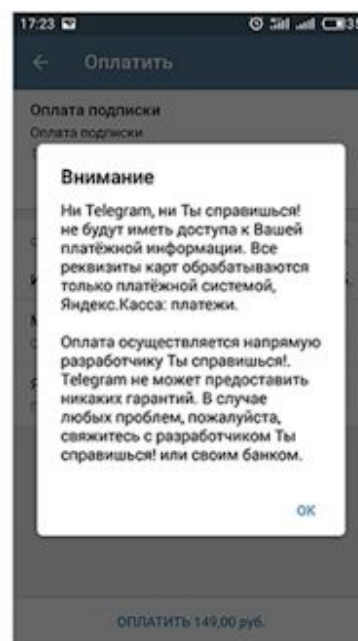 17:23
Оплатить
Оплата подписки
Оплата подписки
Внимание
Ни Telegram, ни Ты справишься!
не будут иметь доступа к Вашей
платёжной информации. Все
реквизиты карт обрабатываются
только платёжной системой,
Яндекс.Касса: платежи.
Оплата осуществляется напрямую
разработчику Ты справишься!.
Telegram не может предоставить
никаких гарантий. В случае
любых проблем, пожалуйста,
свяжитесь с разработчиком Ты
справишься! или своим банком.
ОК
ОПЛАТИТЬ 149,00 руб.